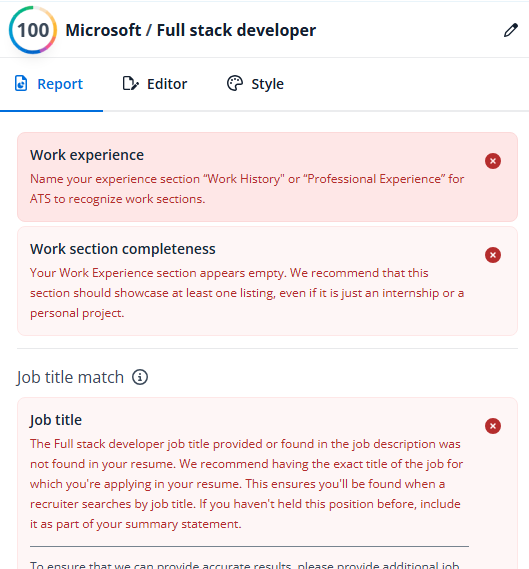 100 Microsoft / Full stack developer
Report Editor Style
Work experience
Name your experience section “Work History" or “Professional Experience” for
ATS to recognize work sections.
Work section completeness
Your Work Experience section appears empty. We recommend that this
section should showcase at least one listing, even if it is just an internship or a
personal project.
Job title match
Job title
The Full stack developer job title provided or found in the job description was
not found in your resume. We recommend having the exact title of the job for
which you're applying in your resume. This ensures you'll be found when a
recruiter searches by job title. If you haven't held this position before, include
it as part of your summary statement.
To ensure that we can provide accurate results, please provide additional job